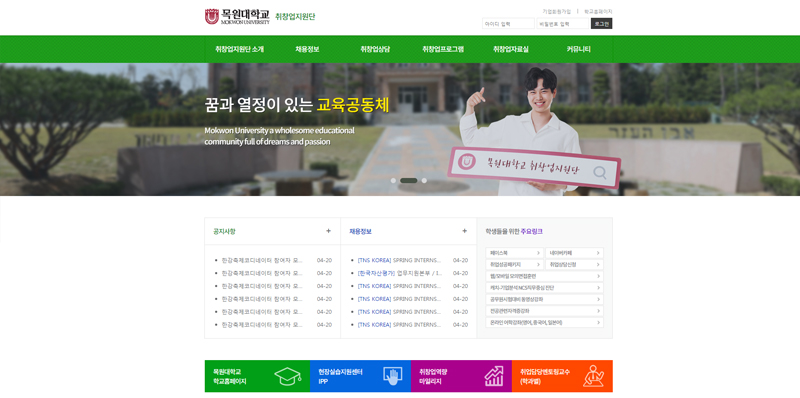 목원대학교 취창업지원단
MOKWON UNIVERSITY
기업회원가입 | 학교홈페이지
아이디 입력 비밀번호 입력 로그인
취창업지원단 소개 채용정보 취창업상담 취창업프로그램 취창업자료실 커뮤니티
꿈과 열정이 있는 교육공동체
Mokwon University a wholesome educational
community full of dreams and passion
목원대학교 취창업지원단
공지사항 +
한강축제코디네이터 참여자 모... 04-20
한강축제코디네이터 참여자 모... 04-20
한강축제코디네이터 참여자 모... 04-20
한강축제코디네이터 참여자 모... 04-20
한강축제코디네이터 참여자 모... 04-20
한강축제코디네이터 참여자 모... 04-20
채용정보 +
[TNS KOREA] SPRING INTERNS... 04-20
[한국자산평가] 업무지원본부 / I... 04-20
[TNS KOREA] SPRING INTERNS... 04-20
[TNS KOREA] SPRING INTERNS... 04-20
[TNS KOREA] SPRING INTERNS... 04-20
[TNS KOREA] SPRING INTERNS... 04-20
학생들을 위한 주요링크
페이스북 네이버카페
취업성공패키지 취업상담신청
웹/모바일 모의면접훈련
캐치-기업분석 NCS직무중심 진단
공무원시험대비 동영상강좌
전공관련자격증강좌
온라인 어학강좌(영어, 중국어, 일본어)
목원대학교
학교홈페이지
현장실습지원센터
IPP
취창업역량
마일리지
취업담당멘토링교수
(학과별)